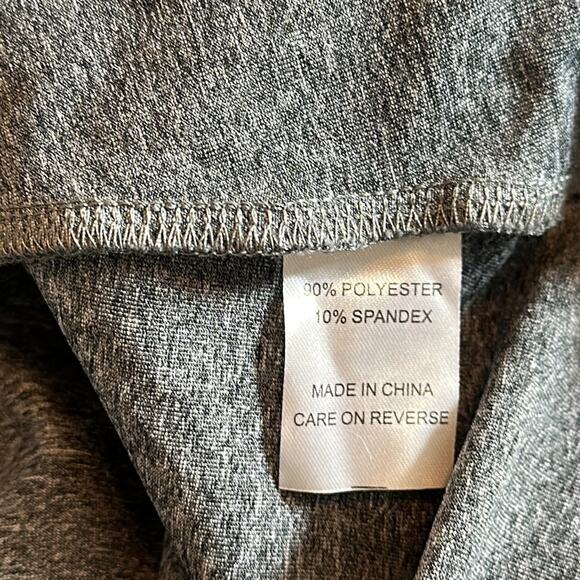 90% POLYESTER
10% SPANDEX
MADE IN CHINA
CARE ON REVERSE